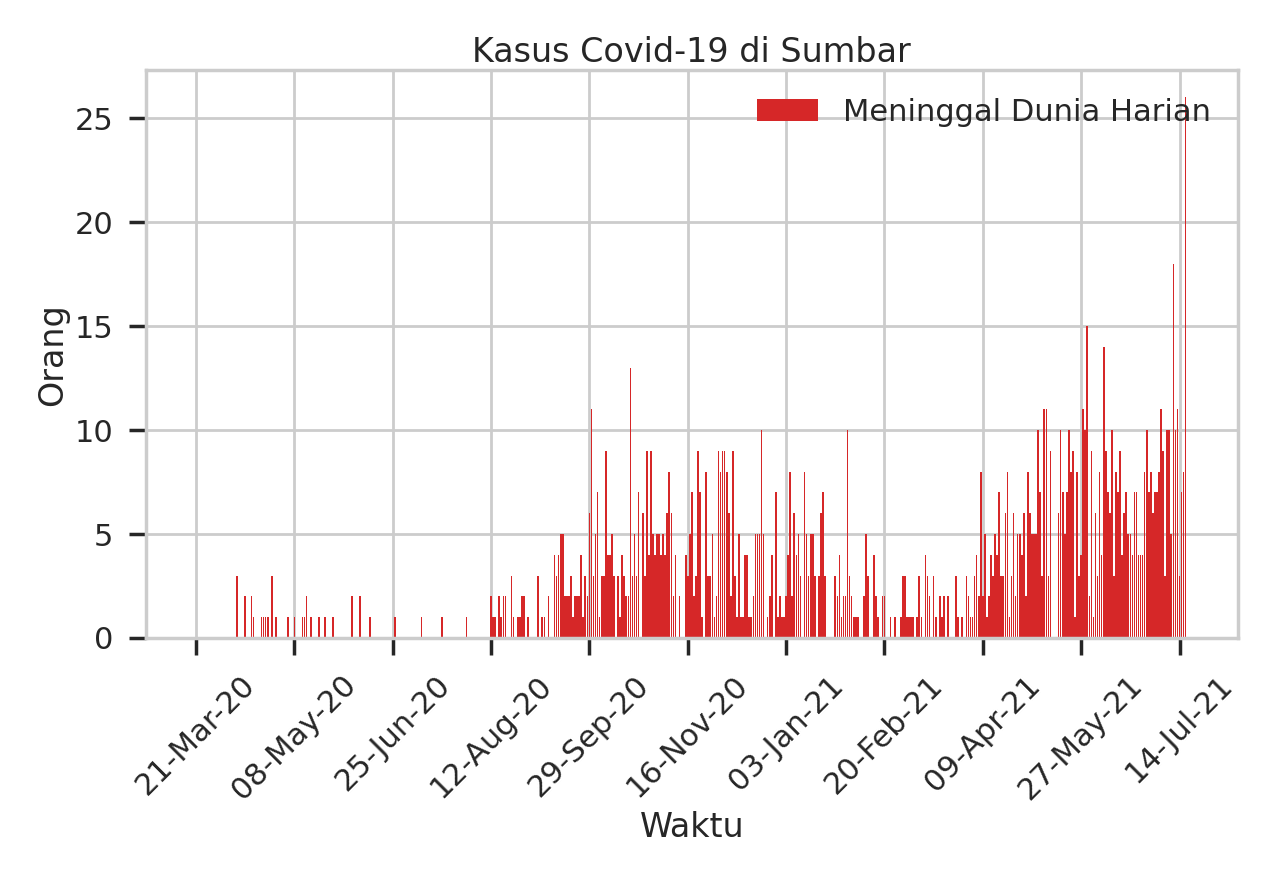 Kasus Covid-19 di Sumbar
Meninggal Dunia Harian
Orang
25
20
15
10
5
0
21-Mar-20
08-May-20
25-Jun-20
12-Aug-20
29-Sep-20
16-Nov-20
03-Jan-21
20-Feb-21
09-Apr-21
27-May-21
14-Jul-21
Waktu